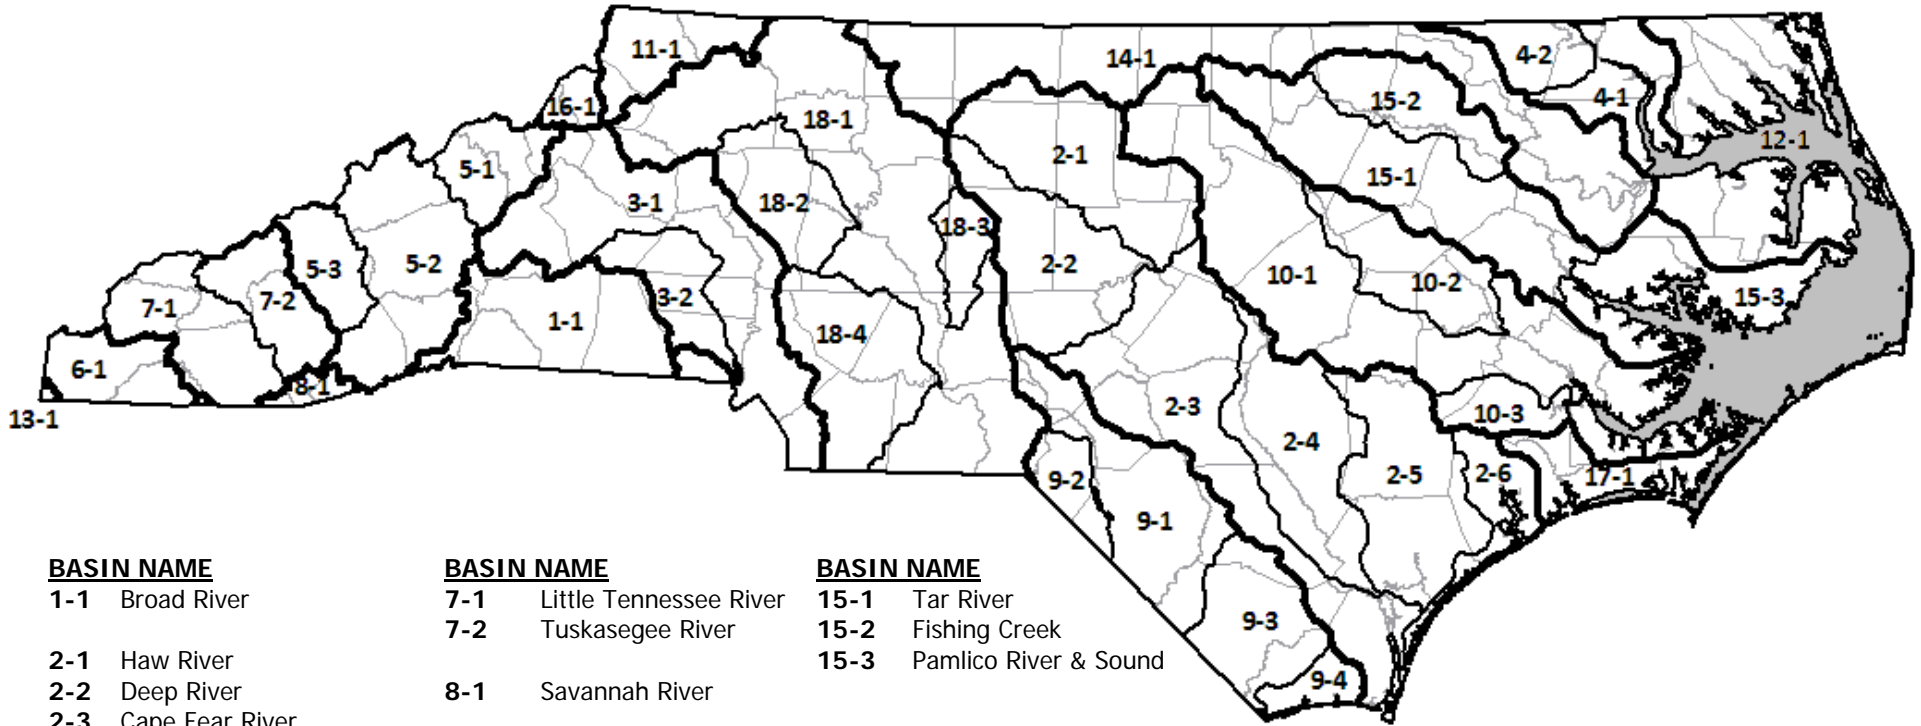 11-1
14-1
4-2
16-1
18-1
15-2
4-1
12-1
5-1
2-1
15-1
3-1
18-2
18-3
5-3
5-2
2-2
10-1
10-2
7-1
7-2
3-2
15-3
1-1
18-4
6-1
8-1
13-1
2-3
10-3
2-4
9-2
2-5
2-6
17-1
9-1
9-3
9-4
BASIN NAME
1-1 Broad River
2-1 Haw River
2-2 Deep River
2-3 Cape Fear River
BASIN NAME
7-1 Little Tennessee River
7-2 Tuskasegee River
8-1 Savannah River
BASIN NAME
15-1 Tar River
15-2 Fishing Creek
15-3 Pamlico River & Sound